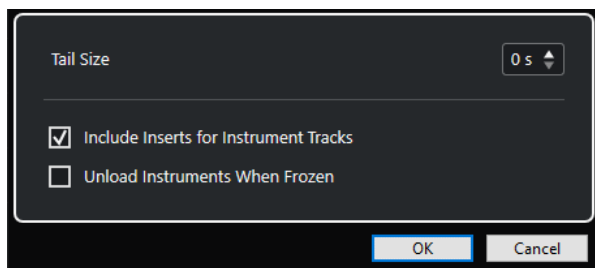 Tail Size
0 s
Include Inserts for Instrument Tracks
Unload Instruments When Frozen
OK
Cancel